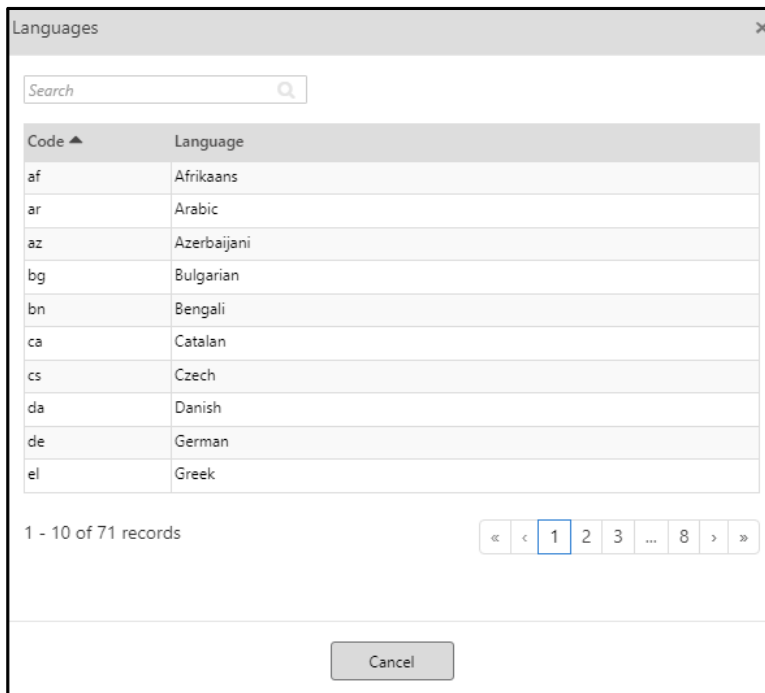 Languages ×
Search
Code ▲ Language
af Afrikaans
ar Arabic
az Azerbaijani
bg Bulgarian
bn Bengali
ca Catalan
cs Czech
da Danish
de German
el Greek
1 - 10 of 71 records « ‹ 1 2 3 ... 8 › »
Cancel